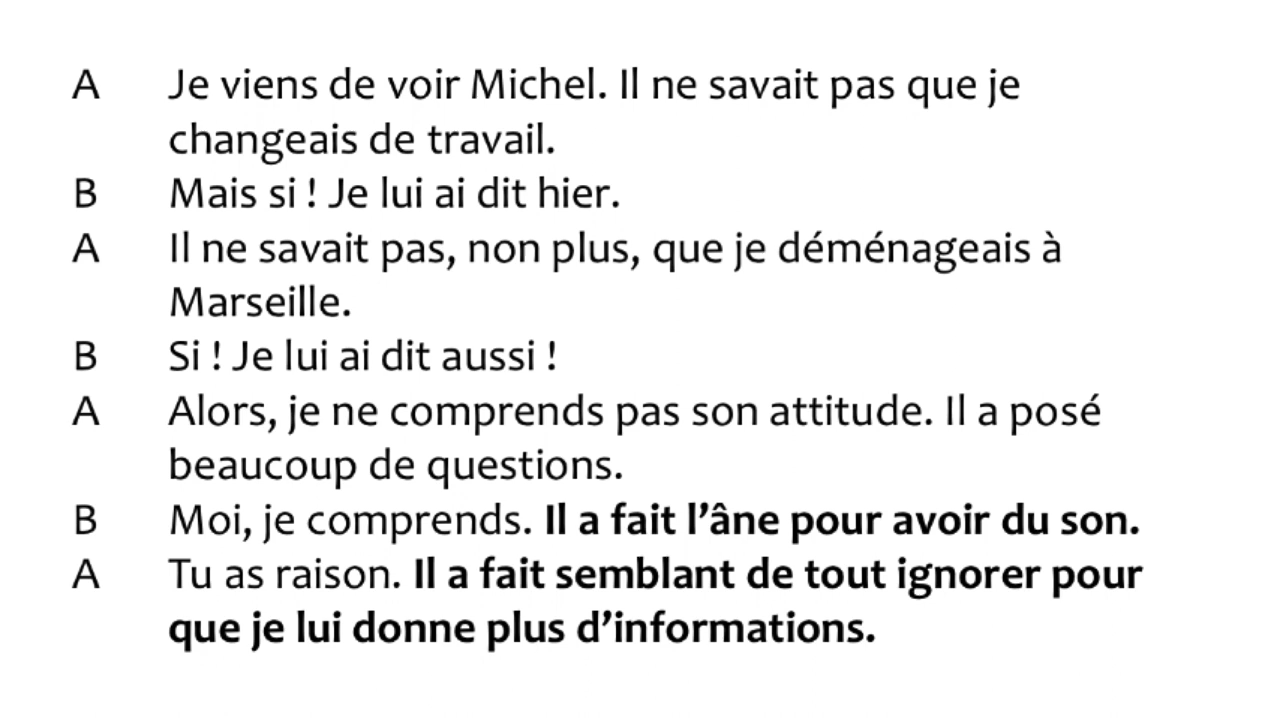 A Je viens de voir Michel. Il ne savait pas que je
changeais de travail.
B Mais si ! Je lui ai dit hier.
A Il ne savait pas, non plus, que je déménageais à
Marseille.
B Si ! Je lui ai dit aussi !
A Alors, je ne comprends pas son attitude. Il a posé
beaucoup de questions.
B Moi, je comprends. Il a fait l’âne pour avoir du son.
A Tu as raison. Il a fait semblant de tout ignorer pour
que je lui donne plus d’informations.